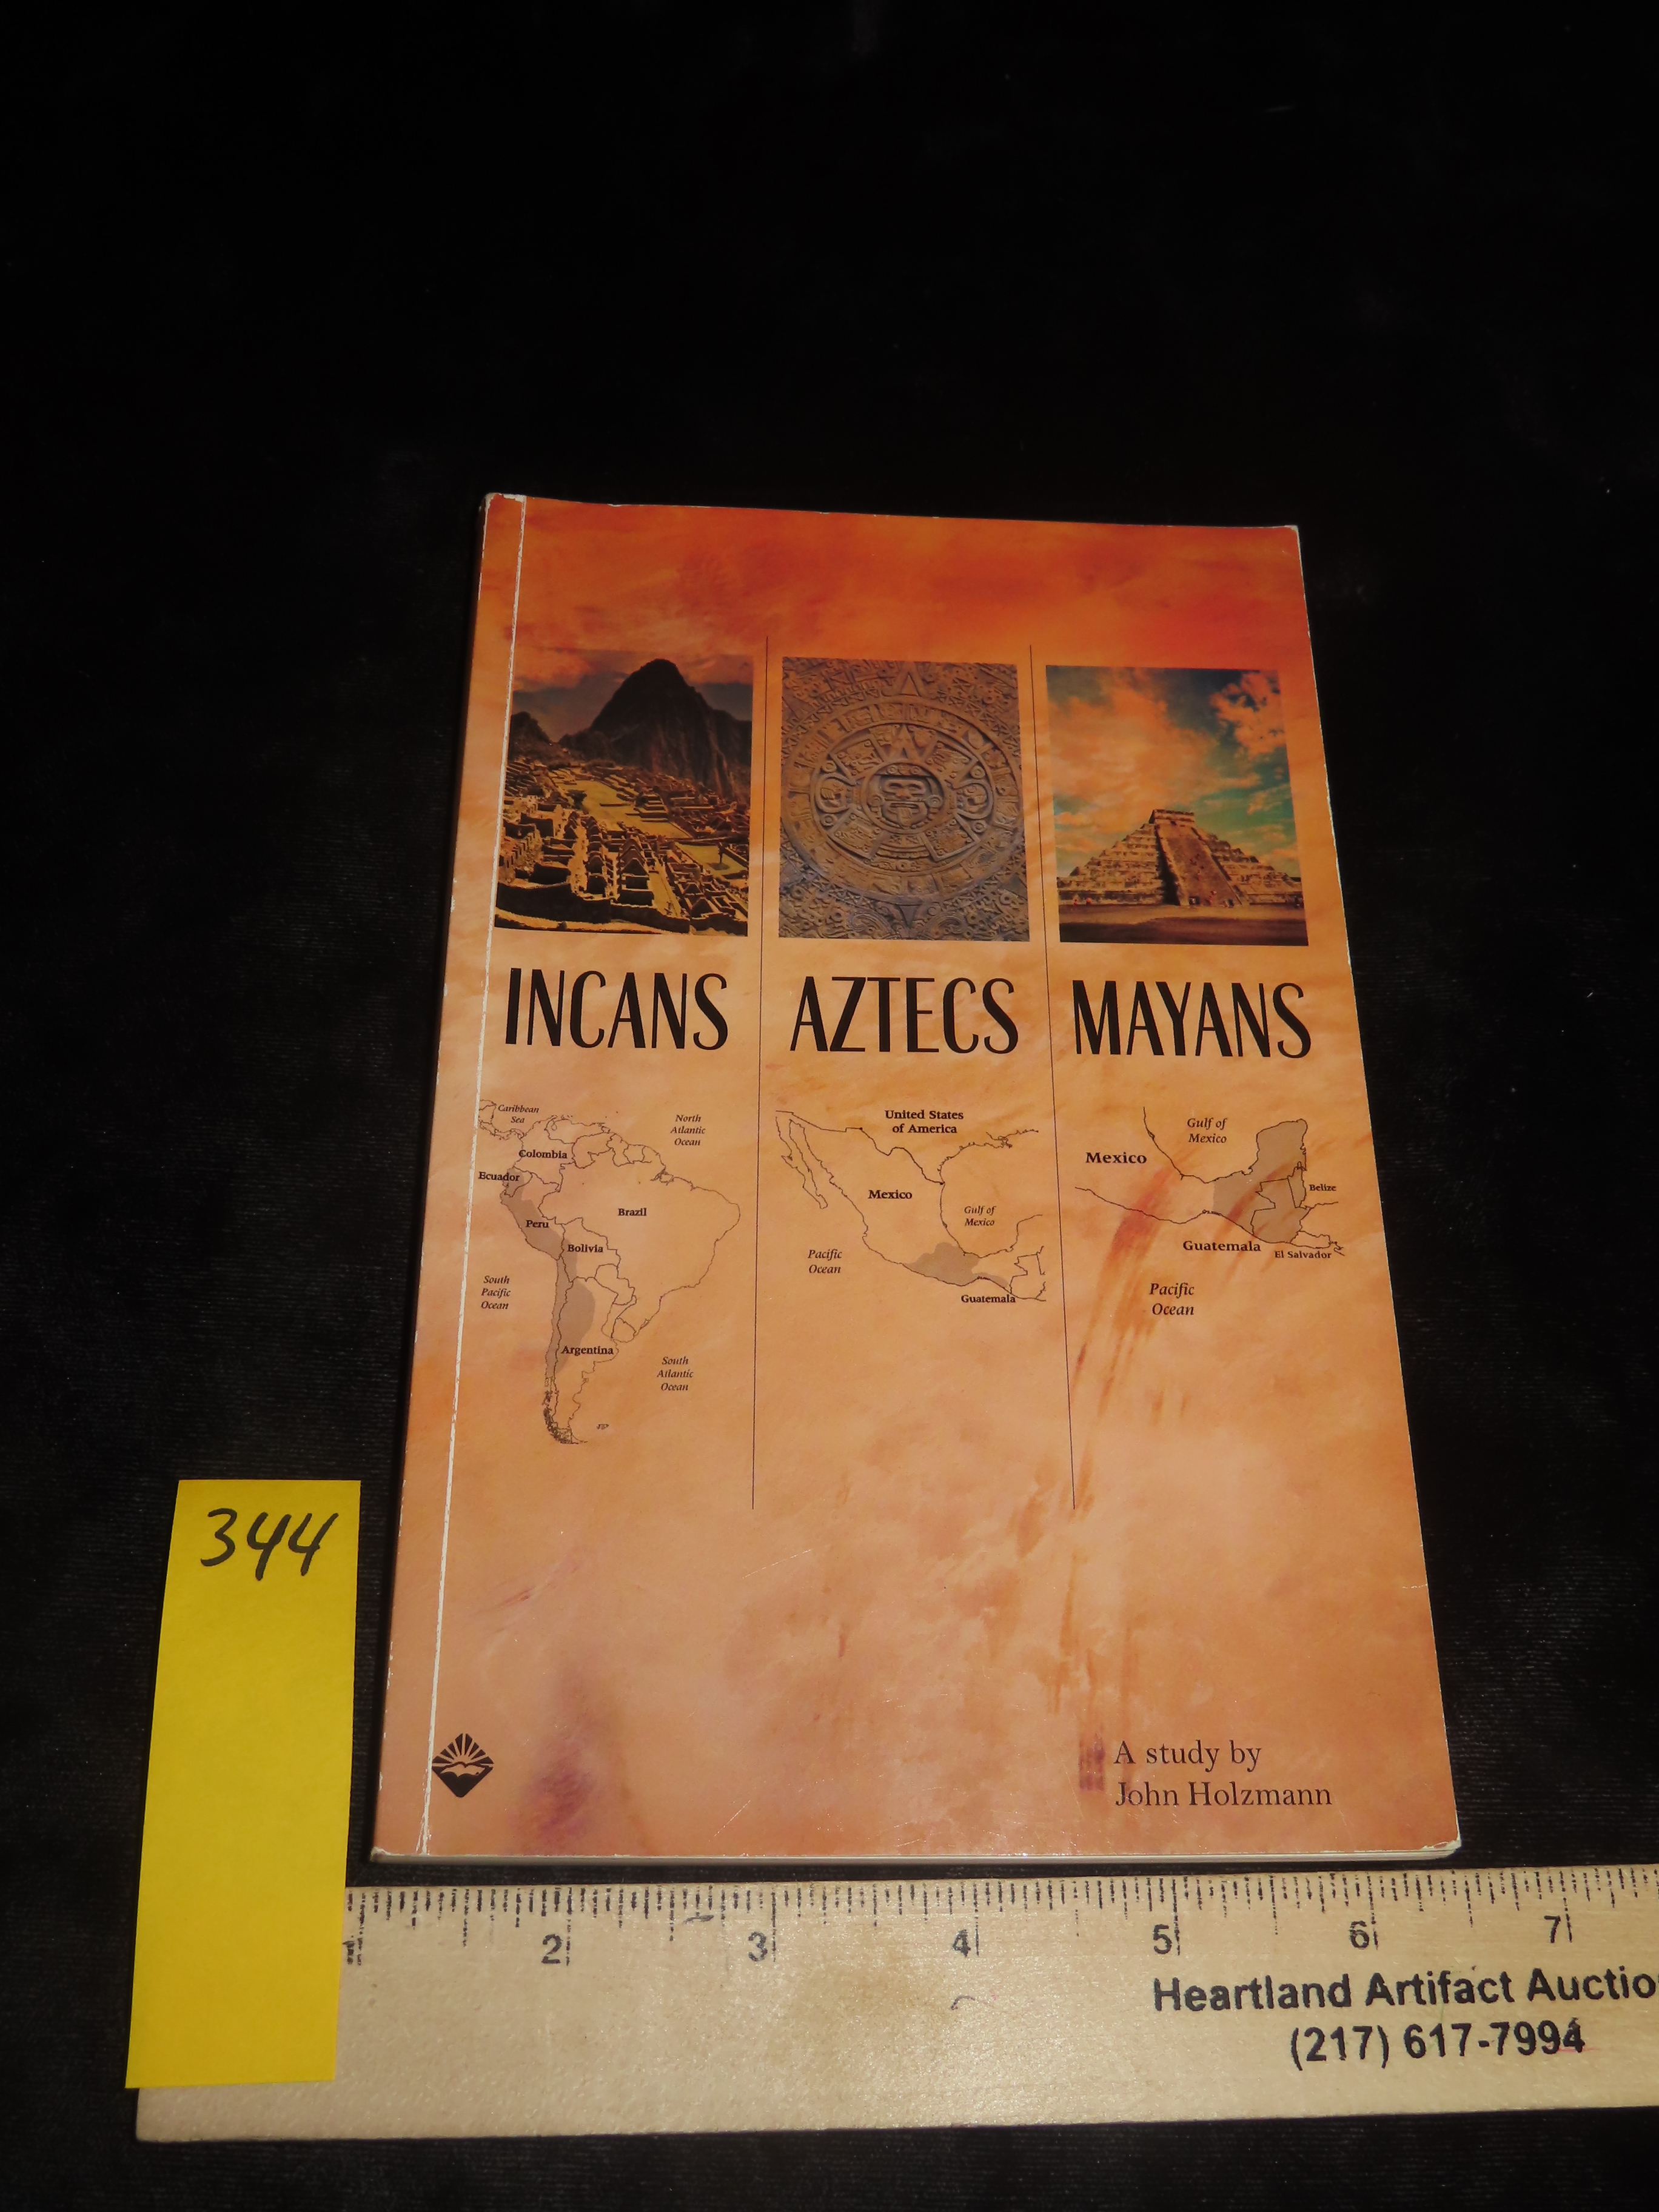 INCANS
AZTECS
MAYANS
Caribbean
Sea
North
Atlantic
Ocean
Colombia
Ecuador
Peru
Brazil
Bolivia
South
Pacific
Ocean
Argentina
South
Atlantic
Ocean
United States
of America
Mexico
Gulf of
Mexico
Pacific
Ocean
Guatemala
Gulf of
Mexico
Mexico
Belize
Guatemala
El Salvador
Pacific
Ocean
A study by
John Holzmann
344
2 3 4 5 6 7
Heartland Artifact Auctio
(217) 617-7994